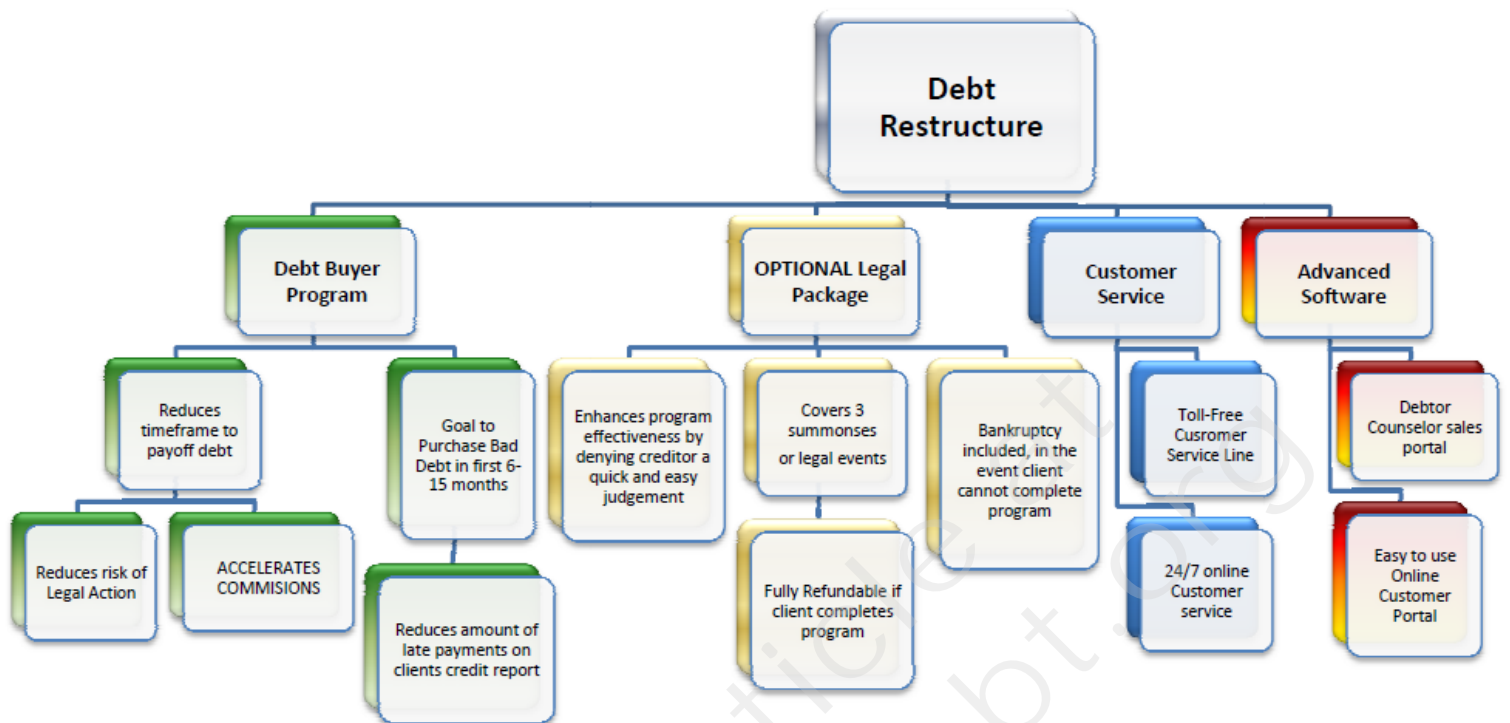 Debt
Restructure
Debt Buyer
Program
OPTIONAL Legal
Package
Customer
Service
Advanced
Software
Reduces
timeframe to
payoff debt
Goal to
Purchase Bad
Debt in first 6-
15 months
Enhances program
effectiveness by
denying creditor a
quick and easy
judgement
Covers 3
summonses
or legal events
Bankruptcy
included, in the
event client
cannot complete
program
Toll-Free
Cusromer
Service Line
Debtor
Counselor sales
portal
Reduces risk of
Legal Action
ACCELERATES
COMMISIONS
Reduces amount of
late payments on
clients credit report
Fully Refundable if
client completes
program
24/7 online
Customer
service
Easy to use
Online
Customer
Portal
ticle at
bt.org